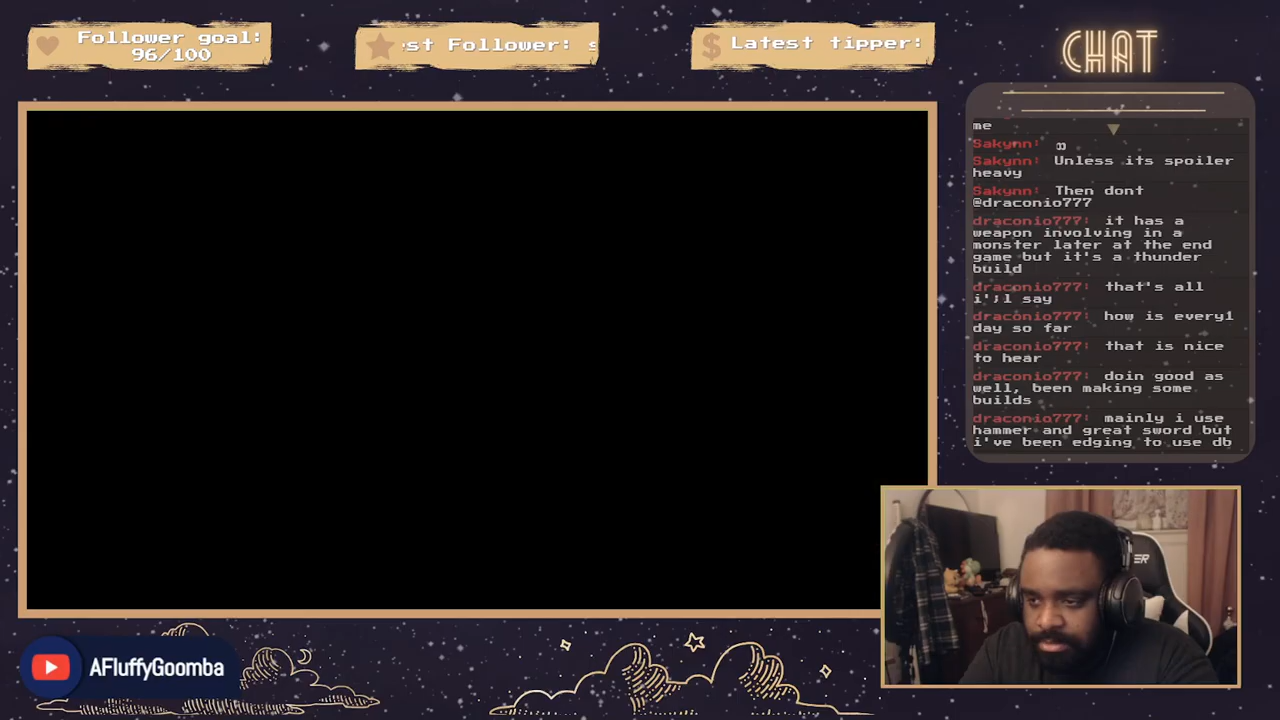 Follower goal:
96/100
st Follower: s
Latest tipper:
CHAT
me
Sakynn:
Sakynn: Unless its spoiler
heavy
Sakynn: Then dont
@draconio777
draconio777: it has a
weapon involving in a
monster later at the end
game but it's a thunder
build
draconio777: that's all
i';l say
draconio777: how is every1
day so far
draconio777: that is nice
to hear
draconio777: doin good as
well, been making some
builds
draconio777: mainly i use
hammer and great sword but
i've been edging to use db
AFluffyGoomba